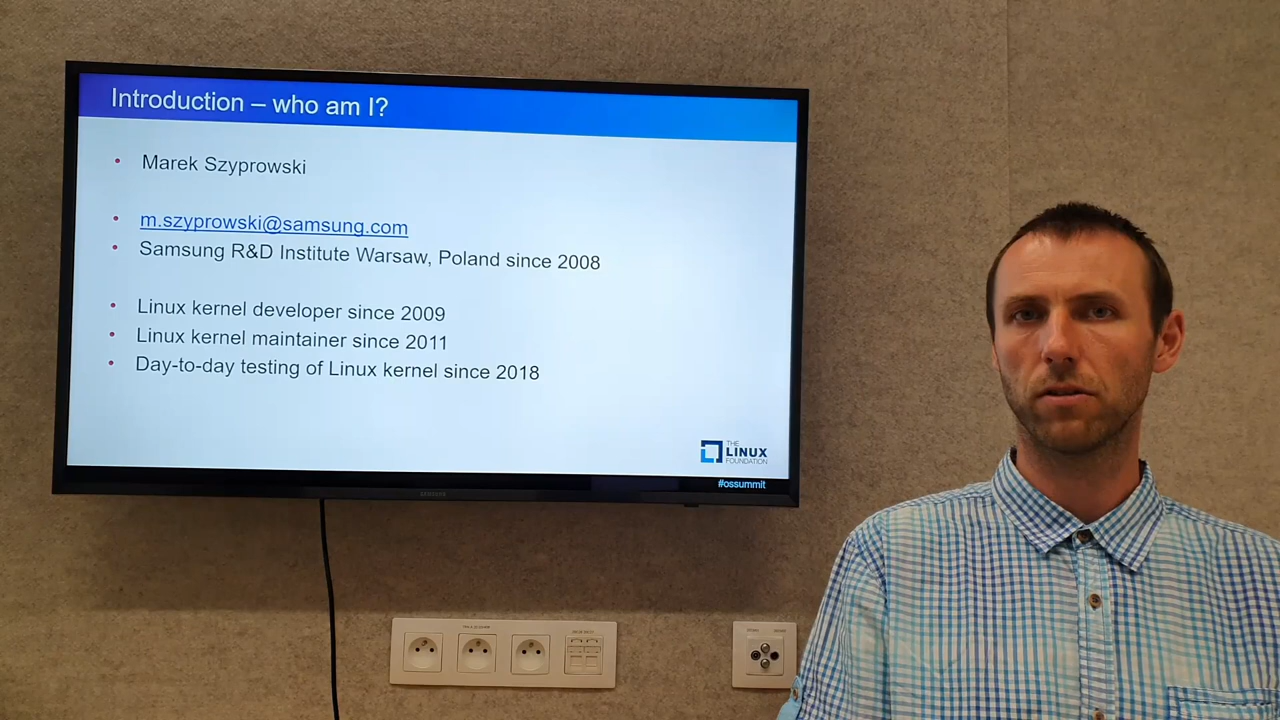 Introduction – who am I?
• Marek Szyprowski
• m.szyprowski@samsung.com
• Samsung R&D Institute Warsaw, Poland since 2008
• Linux kernel developer since 2009
• Linux kernel maintainer since 2011
• Day-to-day testing of Linux kernel since 2018
THE
LINUX
FOUNDATION
#ossummit
SAMSUNG